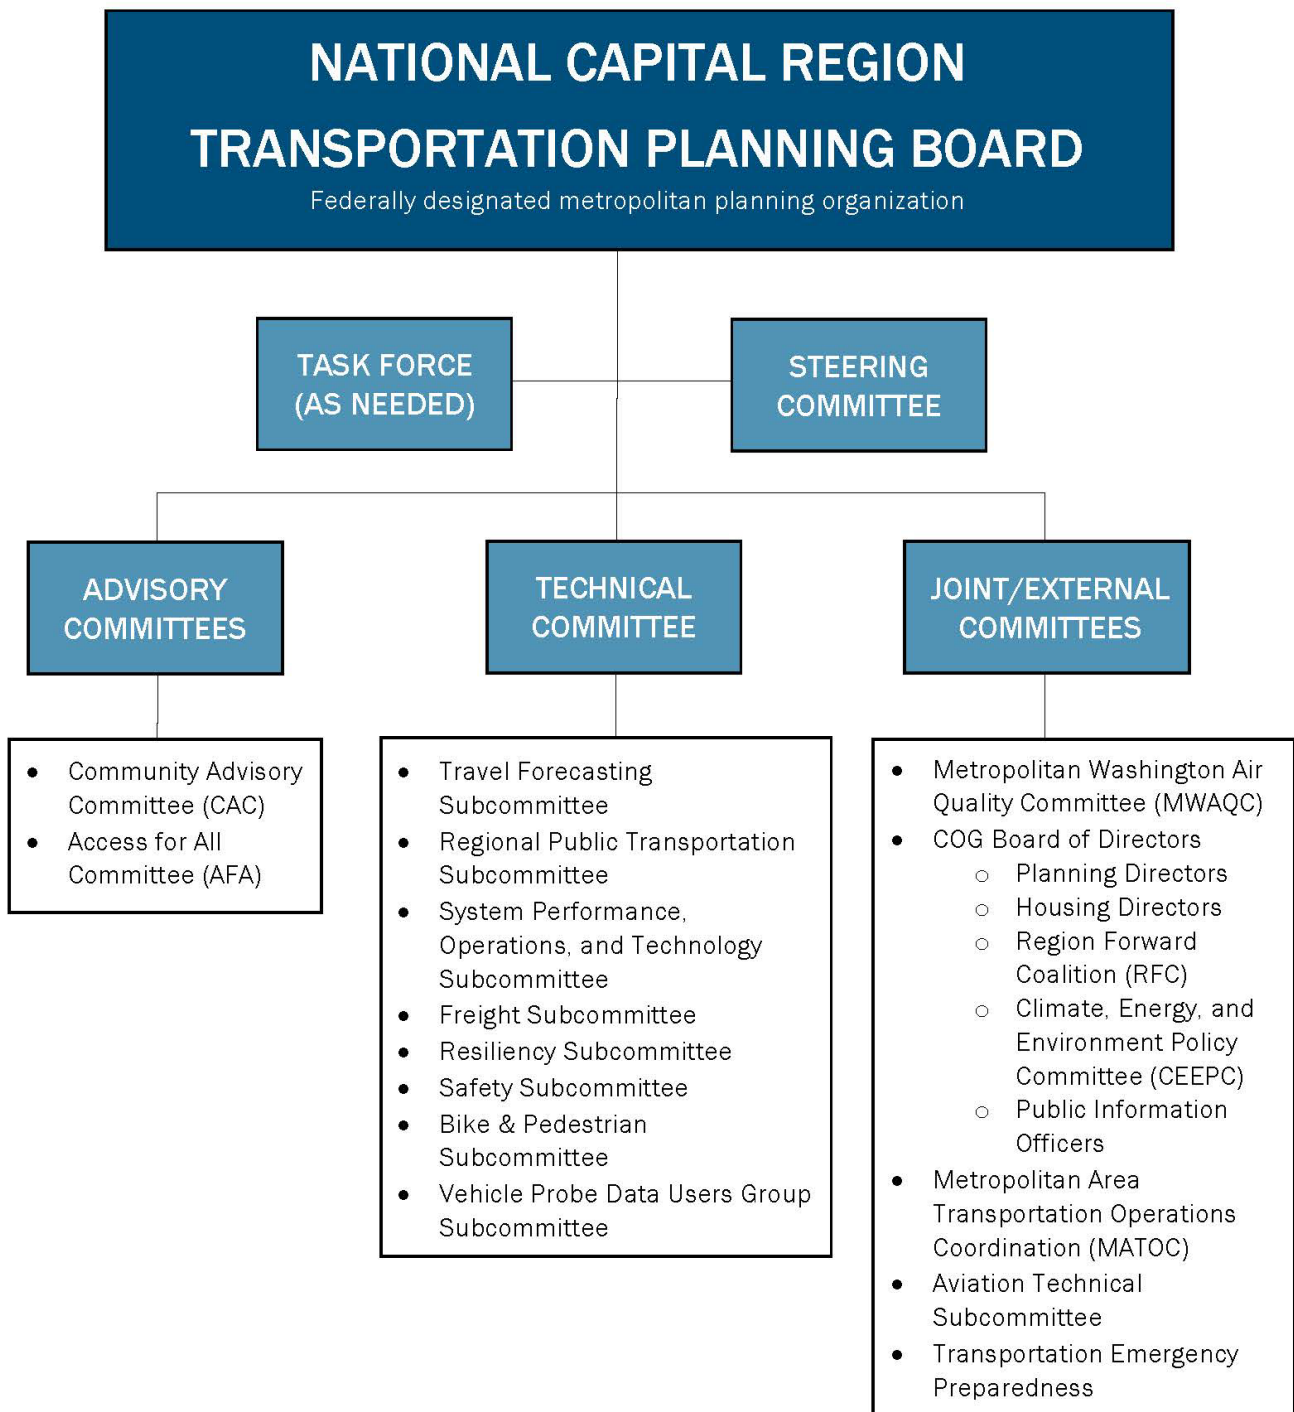 NATIONAL CAPITAL REGION
TRANSPORTATION PLANNING BOARD
Federally designated metropolitan planning organization
TASK FORCE
(AS NEEDED)
STEERING
COMMITTEE
ADVISORY
COMMITTEES
TECHNICAL
COMMITTEE
JOINT/EXTERNAL
COMMITTEES
• Community Advisory
Committee (CAC)
• Access for All
Committee (AFA)
• Travel Forecasting
Subcommittee
• Regional Public Transportation
Subcommittee
• System Performance,
Operations, and Technology
Subcommittee
• Freight Subcommittee
• Resiliency Subcommittee
• Safety Subcommittee
• Bike & Pedestrian
Subcommittee
• Vehicle Probe Data Users Group
Subcommittee
• Metropolitan Washington Air
Quality Committee (MWAQC)
• COG Board of Directors
○ Planning Directors
○ Housing Directors
○ Region Forward
Coalition (RFC)
○ Climate, Energy, and
Environment Policy
Committee (CEEPC)
○ Public Information
Officers
• Metropolitan Area
Transportation Operations
Coordination (MATOC)
• Aviation Technical
Subcommittee
• Transportation Emergency
Preparedness